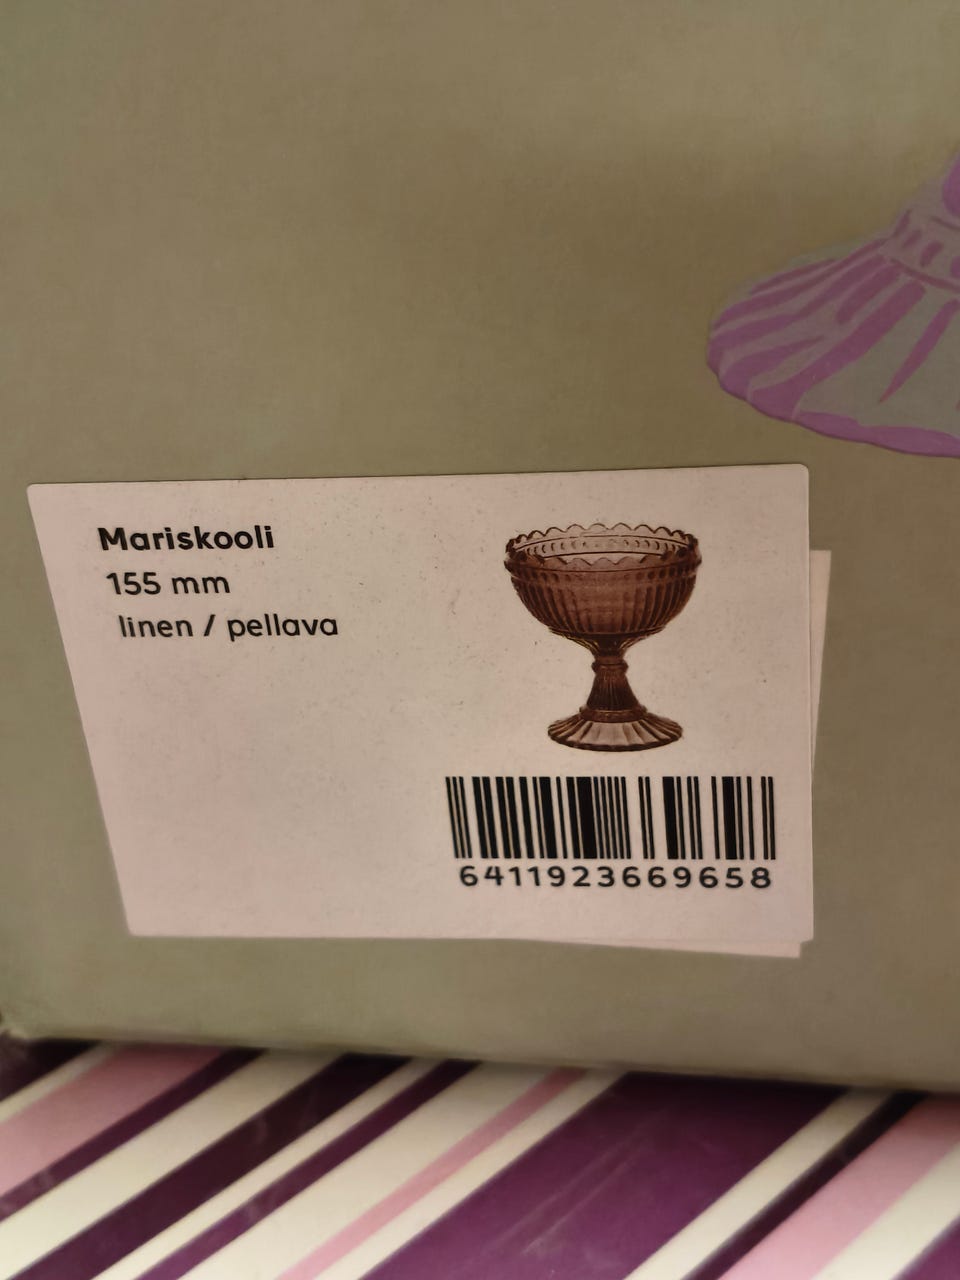 Mariskooli
155 mm
linen / pellava
6411923669658